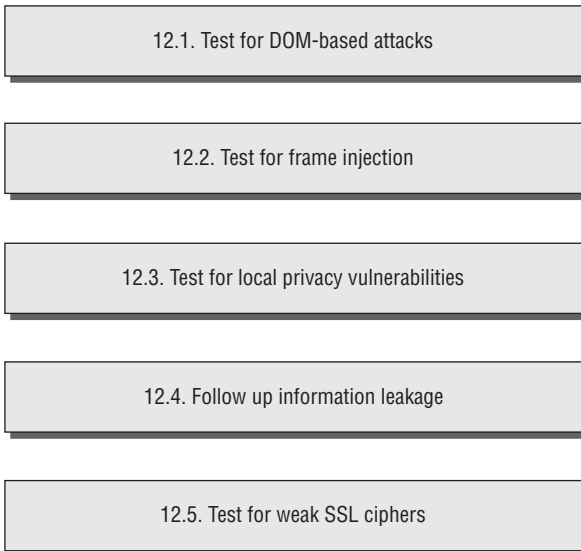 12.1. Test for DOM-based attacks
12.2. Test for frame injection
12.3. Test for local privacy vulnerabilities
12.4. Follow up information leakage
12.5. Test for weak SSL ciphers